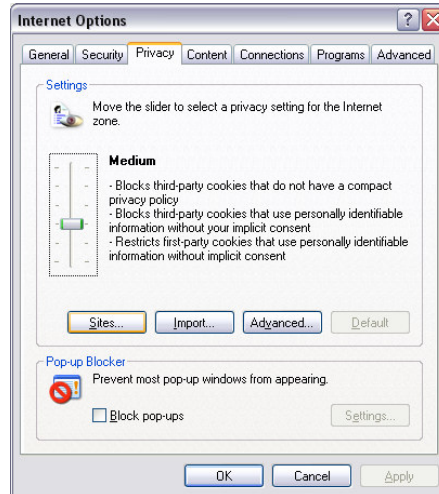 Internet Options
General Security Privacy Content Connections Programs Advanced
Settings
Move the slider to select a privacy setting for the Internet
zone.
Medium
- Blocks third-party cookies that do not have a compact
privacy policy
- Blocks third-party cookies that use personally identifiable
information without your implicit consent
- Restricts first-party cookies that use personally identifiable
information without implicit consent
Sites... Import... Advanced... Default
Pop-up Blocker
Prevent most pop-up windows from appearing.
Block pop-ups Settings...
OK Cancel Apply